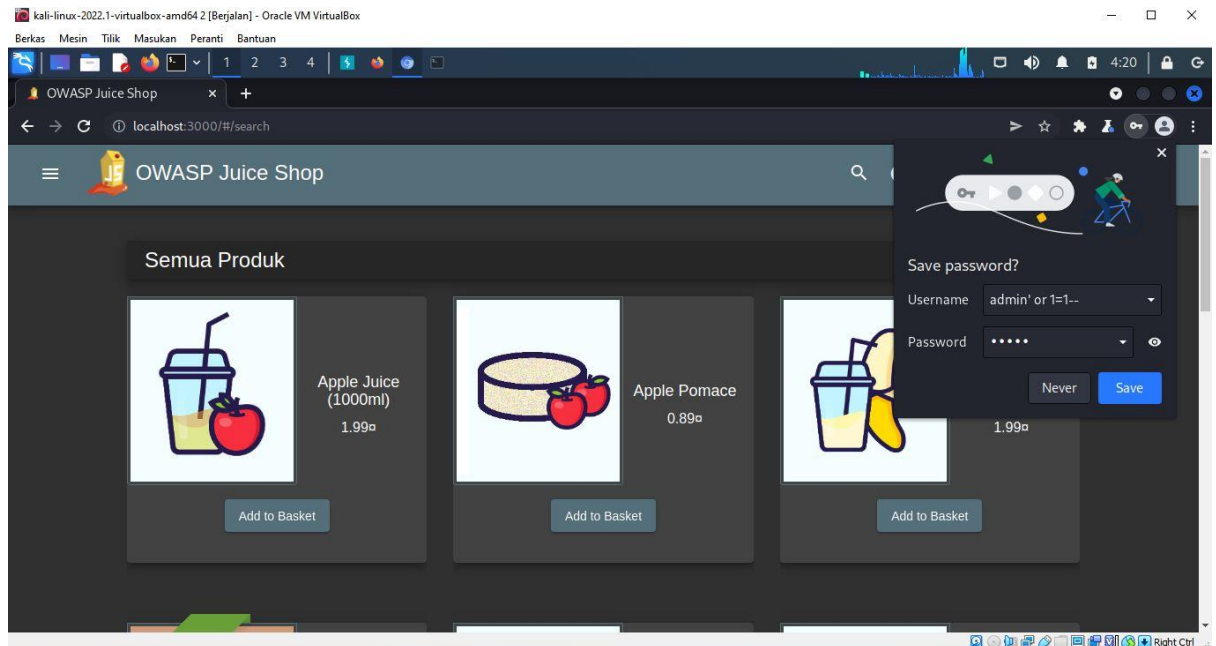 kali-linux-2022.1-virtualbox-amd64 2 [Berjalan] - Oracle VM VirtualBox
Berkas Mesin Tilik Masukan Peranti Bantuan
1 2 3 4 4:20
OWASP Juice Shop
localhost:3000/#/search
JS OWASP Juice Shop
Save password?
Username admin' or 1=1--
Password •••••
Never Save
Semua Produk
Apple Juice
(1000ml)
1.99¤
Add to Basket
Apple Pomace
0.89¤
Add to Basket
1.99¤
Add to Basket
Right Ctrl